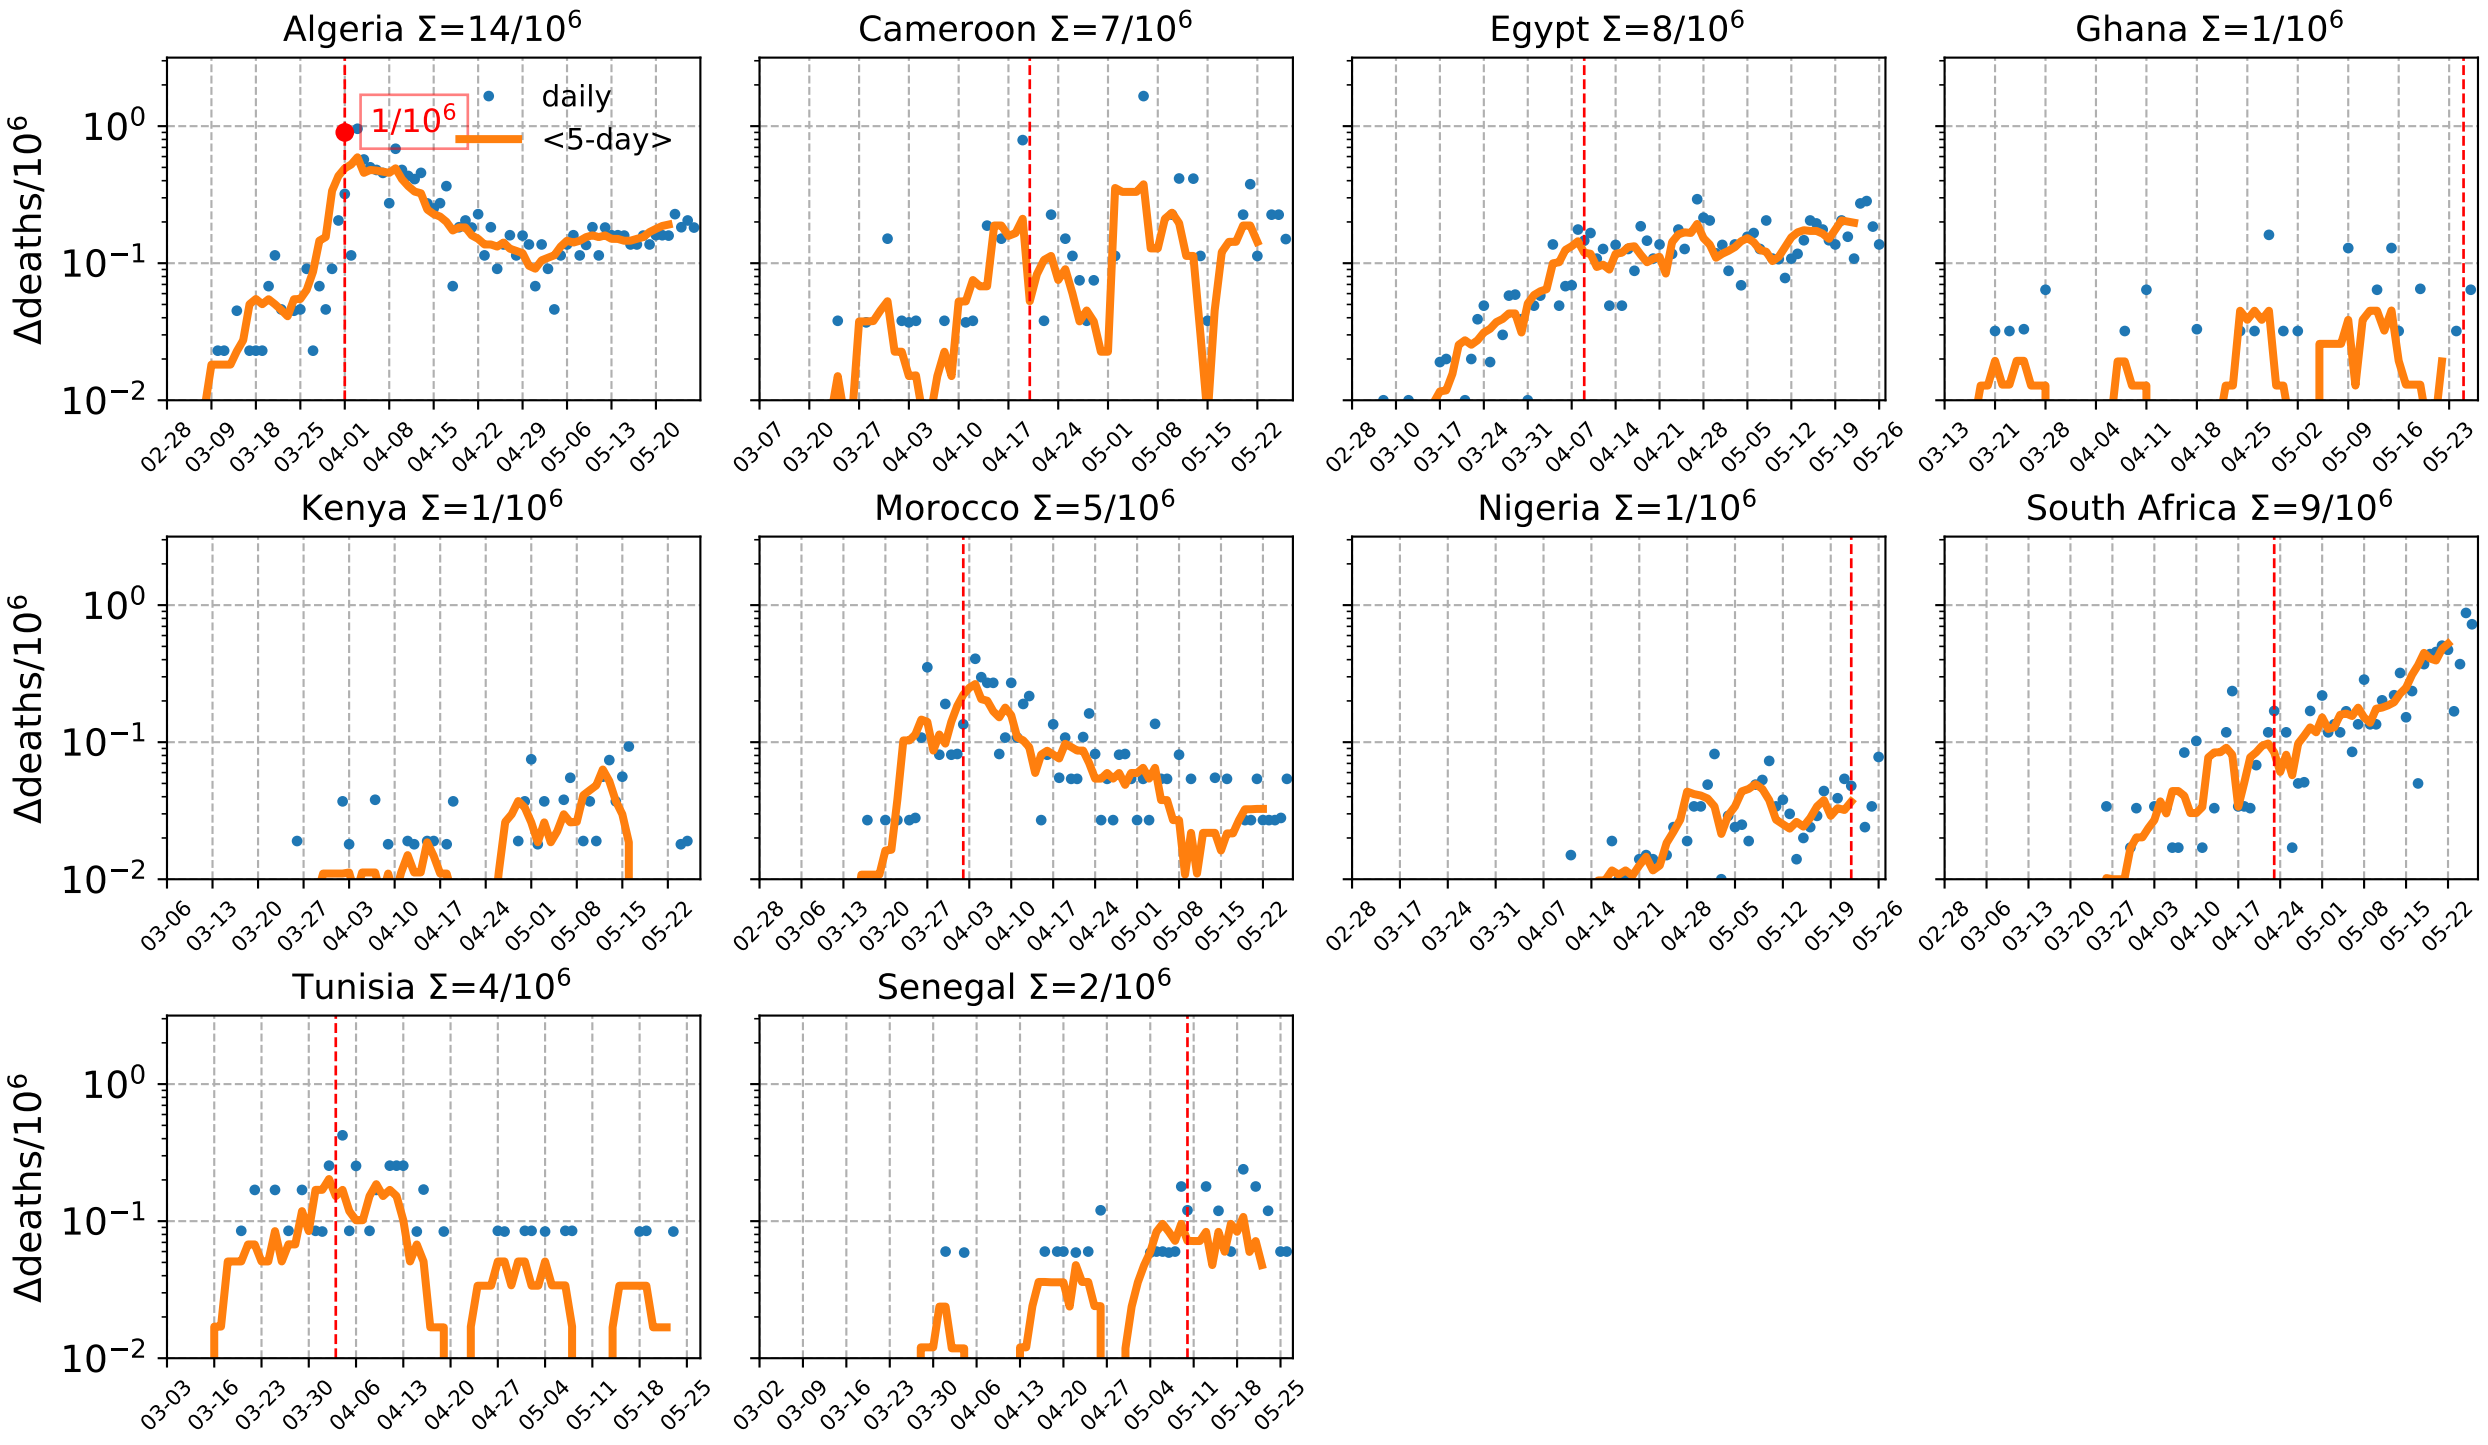 Algeria Σ=14/10⁶
Cameroon Σ=7/10⁶
Egypt Σ=8/10⁶
Ghana Σ=1/10⁶
Δdeaths/10⁶
10⁰
10⁻¹
10⁻²
1/10⁶
daily
<5-day>
02-28 03-09 03-18 03-25 04-01 04-08 04-15 04-22 04-29 05-06 05-13 05-20
03-07 03-20 03-27 04-03 04-10 04-17 04-24 05-01 05-08 05-15 05-22
02-28 03-10 03-17 03-24 03-31 04-07 04-14 04-21 04-28 05-05 05-12 05-19 05-26
03-13 03-21 03-28 04-04 04-11 04-18 04-25 05-02 05-09 05-16 05-23
Kenya Σ=1/10⁶
Morocco Σ=5/10⁶
Nigeria Σ=1/10⁶
South Africa Σ=9/10⁶
Δdeaths/10⁶
10⁰
10⁻¹
10⁻²
03-06 03-13 03-20 03-27 04-03 04-10 04-17 04-24 05-01 05-08 05-15 05-22
02-28 03-06 03-13 03-20 03-27 04-03 04-10 04-17 04-24 05-01 05-08 05-15 05-22
02-28 03-17 03-24 03-31 04-07 04-14 04-21 04-28 05-05 05-12 05-19 05-26
02-28 03-06 03-13 03-20 03-27 04-03 04-10 04-17 04-24 05-01 05-08 05-15 05-22
Tunisia Σ=4/10⁶
Senegal Σ=2/10⁶
Δdeaths/10⁶
10⁰
10⁻¹
10⁻²
03-03 03-16 03-23 03-30 04-06 04-13 04-20 04-27 05-04 05-11 05-18 05-25
03-02 03-09 03-16 03-23 03-30 04-06 04-13 04-20 04-27 05-04 05-11 05-18 05-25